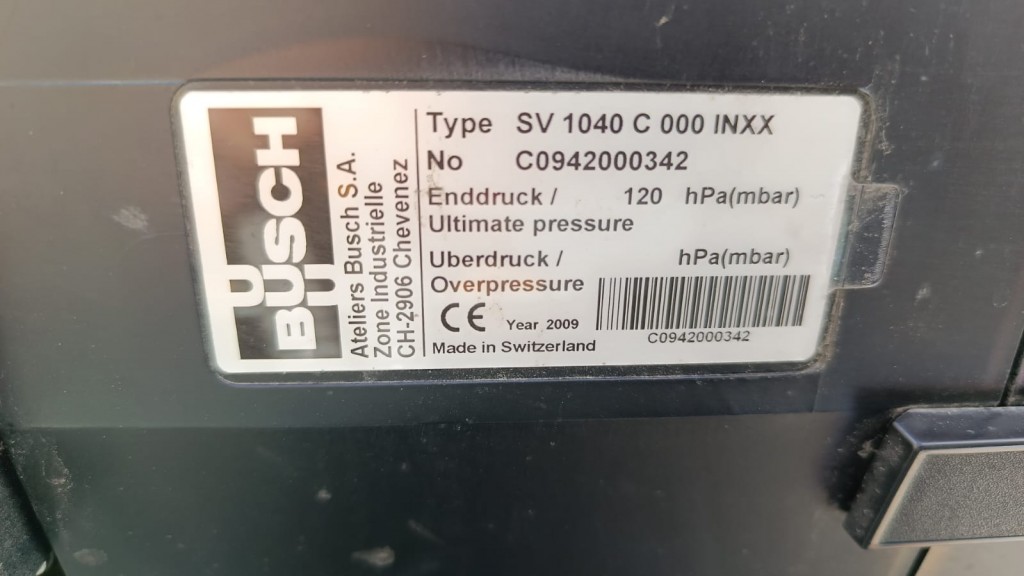 BUSCH
Ateliers Busch S.A.
Zone Industrielle
CH-2906 Chevenez
Type SV 1040 C 000 INXX
No C0942000342
Enddruck / 120 hPa(mbar)
Ultimate pressure
Uberdruck / hPa(mbar)
Overpressure
CE Year 2009
C0942000342
Made in Switzerland